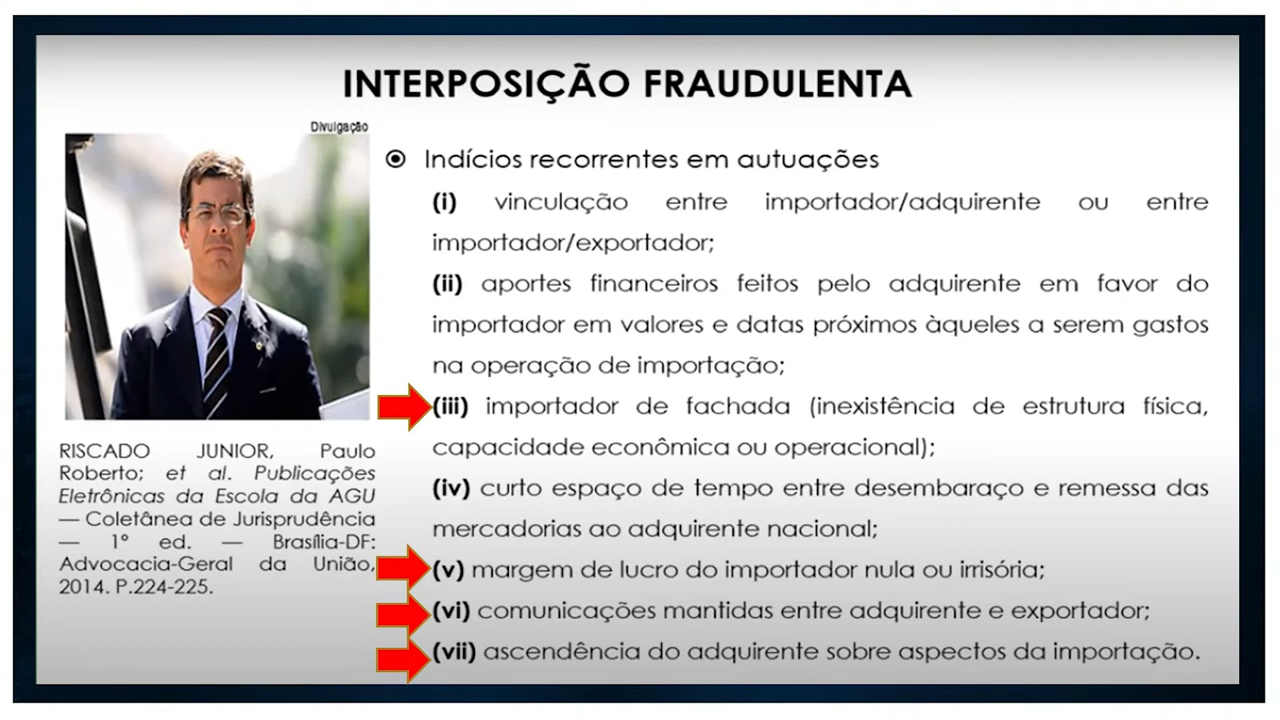 INTERPOSIÇÃO FRAUDULENTA
Divulgação
RISCADO JUNIOR, Paulo
Roberto; et al. Publicações
Eletrônicas da Escola da AGU
— Coletânea de Jurisprudência
— 1º ed. — Brasília-DF:
Advocacia-Geral da União,
2014. P.224-225.
Indícios recorrentes em autuações
(i) vinculação entre importador/adquirente ou entre
importador/exportador;
(ii) aportes financeiros feitos pelo adquirente em favor do
importador em valores e datas próximos àqueles a serem gastos
na operação de importação;
(iii) importador de fachada (inexistência de estrutura física,
capacidade econômica ou operacional);
(iv) curto espaço de tempo entre desembaraço e remessa das
mercadorias ao adquirente nacional;
(v) margem de lucro do importador nula ou irrisória;
(vi) comunicações mantidas entre adquirente e exportador;
(vii) ascendência do adquirente sobre aspectos da importação.